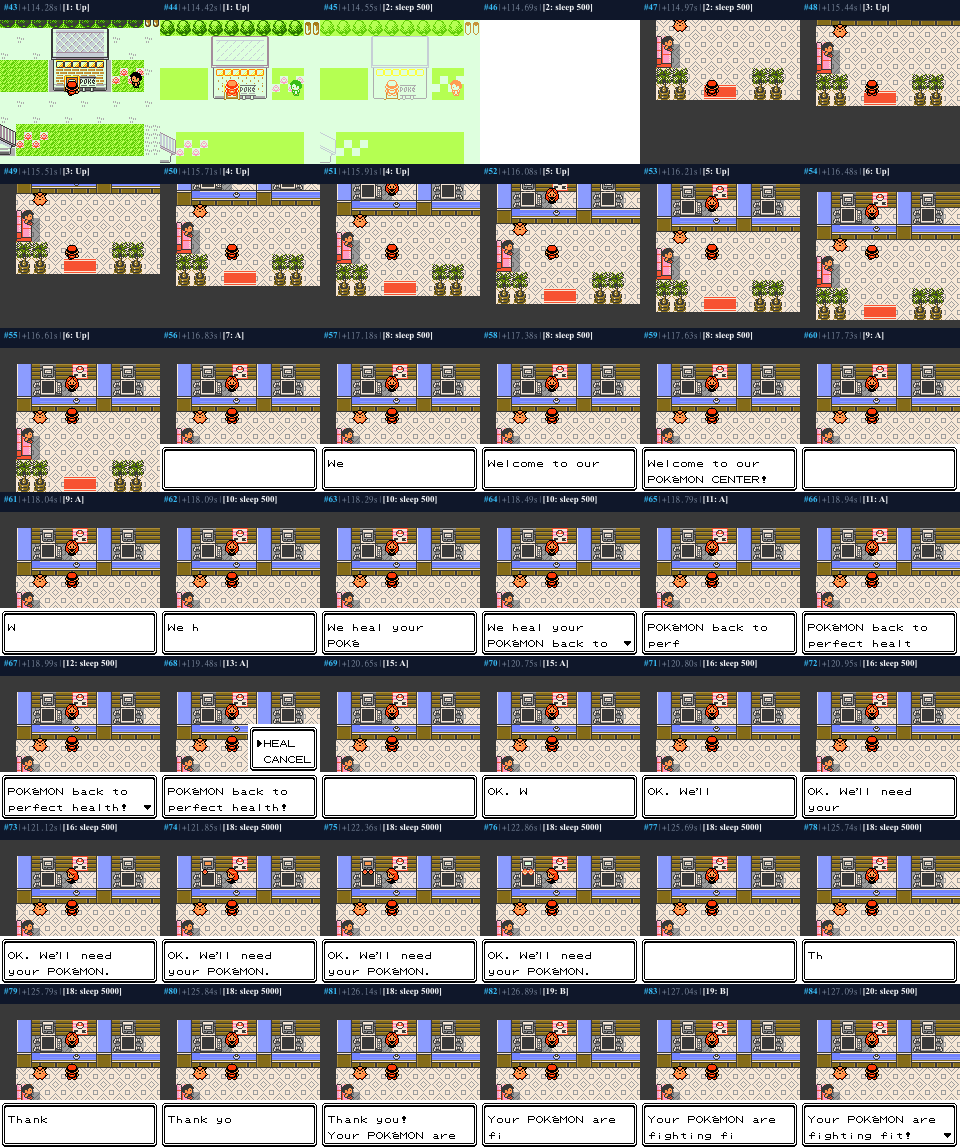 #43|+114.28s|[1: Up]
#44|+114.42s|[1: Up]
#45|+114.55s|[2: sleep 500]
#46|+114.69s|[2: sleep 500]
#47|+114.97s|[2: sleep 500]
#48|+115.44s|[3: Up]
POKé
POKé
POKé
#49|+115.51s|[3: Up]
#50|+115.71s|[4: Up]
#51|+115.91s|[4: Up]
#52|+116.08s|[5: Up]
#53|+116.21s|[5: Up]
#54|+116.48s|[6: Up]
#55|+116.61s|[6: Up]
#56|+116.83s|[7: A]
#57|+117.18s|[8: sleep 500]
#58|+117.38s|[8: sleep 500]
#59|+117.63s|[8: sleep 500]
#60|+117.73s|[9: A]
We
Welcome to our
Welcome to our
POKéMON CENTER!
#61|+118.04s|[9: A]
#62|+118.09s|[10: sleep 500]
#63|+118.29s|[10: sleep 500]
#64|+118.49s|[10: sleep 500]
#65|+118.79s|[11: A]
#66|+118.94s|[11: A]
W
We h
We heal your
POKé
We heal your
POKéMON back to
POKéMON back to
perf
POKéMON back to
perfect healt
#67|+118.99s|[12: sleep 500]
#68|+119.48s|[13: A]
#69|+120.65s|[15: A]
#70|+120.75s|[15: A]
#71|+120.80s|[16: sleep 500]
#72|+120.95s|[16: sleep 500]
POKéMON back to
perfect health!
HEAL
CANCEL
POKéMON back to
perfect health!
OK. W
OK. We'll
OK. We'll need
your
#73|+121.12s|[16: sleep 500]
#74|+121.85s|[18: sleep 5000]
#75|+122.36s|[18: sleep 5000]
#76|+122.86s|[18: sleep 5000]
#77|+125.69s|[18: sleep 5000]
#78|+125.74s|[18: sleep 5000]
OK. We'll need
your POKéMON.
OK. We'll need
your POKéMON.
OK. We'll need
your POKéMON.
OK. We'll need
your POKéMON.
Th
#79|+125.79s|[18: sleep 5000]
#80|+125.84s|[18: sleep 5000]
#81|+126.14s|[18: sleep 5000]
#82|+126.89s|[19: B]
#83|+127.04s|[19: B]
#84|+127.09s|[20: sleep 500]
Thank
Thank yo
Thank you!
Your POKéMON are
Your POKéMON are
fi
Your POKéMON are
fighting fi
Your POKéMON are
fighting fit!